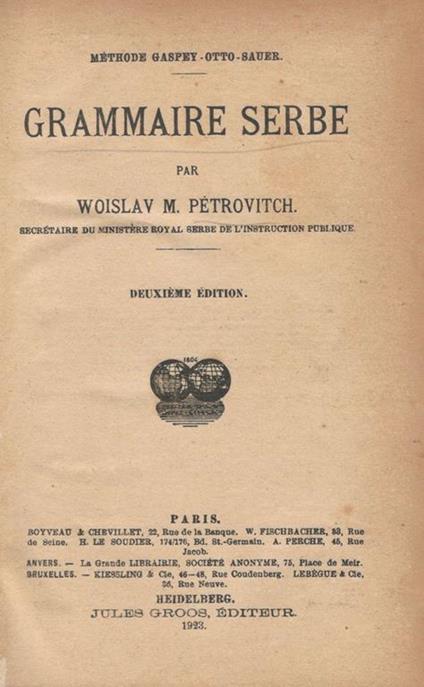 MÉTHODE GASPEY-OTTO-SAUER.
GRAMMAIRE SERBE
PAR
WOISLAV M. PÉTROVITCH.
SECRÉTAIRE DU MINISTÈRE ROYAL SERBE DE L'INSTRUCTION PUBLIQUE.
DEUXIÈME ÉDITION.
1804
PARIS.
BOYVEAU & CHEVILLET, 22, Rue de la Banque. W. FISCHBACHER, 33, Rue
de Seine. H. LE SOUDIER, 174/176, Bd. St.-Germain. A. PERCHE, 45, Rue
Jacob.
ANVERS. — La Grande LIBRAIRIE, SOCIÉTÉ ANONYME, 75, Place de Meir.
BRUXELLES. — KIESSLING & Cie, 46—48, Rue Coudenberg. LEBÈGUE & Cie,
36, Rue Neuve.
HEIDELBERG.
JULES GROOS, ÉDITEUR.
1923.